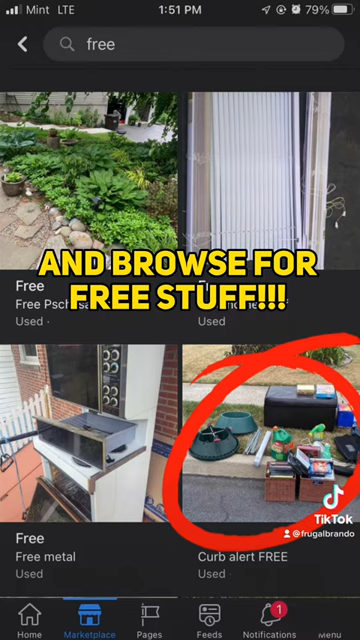 Mint LTE 1:51 PM 79%
free
AND BROWSE FOR
FREE STUFF!!!
Free
Used ·
Used
Free
Free metal
Used
Curb alert FREE
Used
TikTok
@frugalbrando
1
Home Marketplace Pages Feeds Notifications Menu